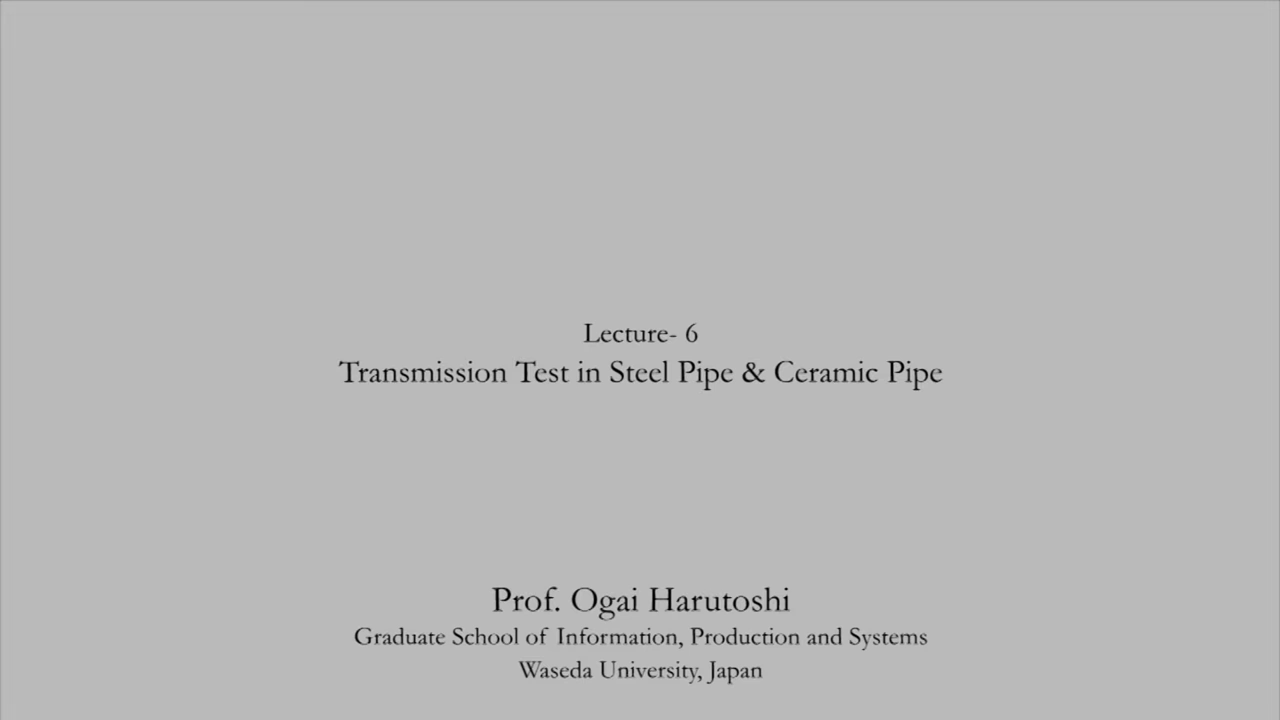 Lecture- 6
Transmission Test in Steel Pipe & Ceramic Pipe
Prof. Ogai Harutoshi
Graduate School of Information, Production and Systems
Waseda University, Japan